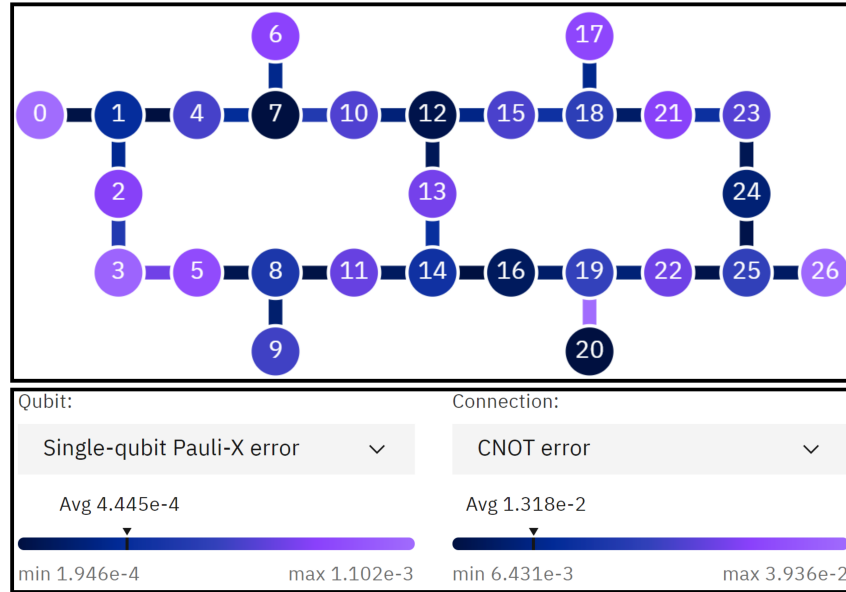 6 17
0 1 4 7 10 12 15 18 21 23
2 13 24
3 5 8 11 14 16 19 22 25 26
9 20
Qubit: Connection:
Single-qubit Pauli-X error CNOT error
Avg 4.445e-4 Avg 1.318e-2
min 1.946e-4 max 1.102e-3 min 6.431e-3 max 3.936e-2